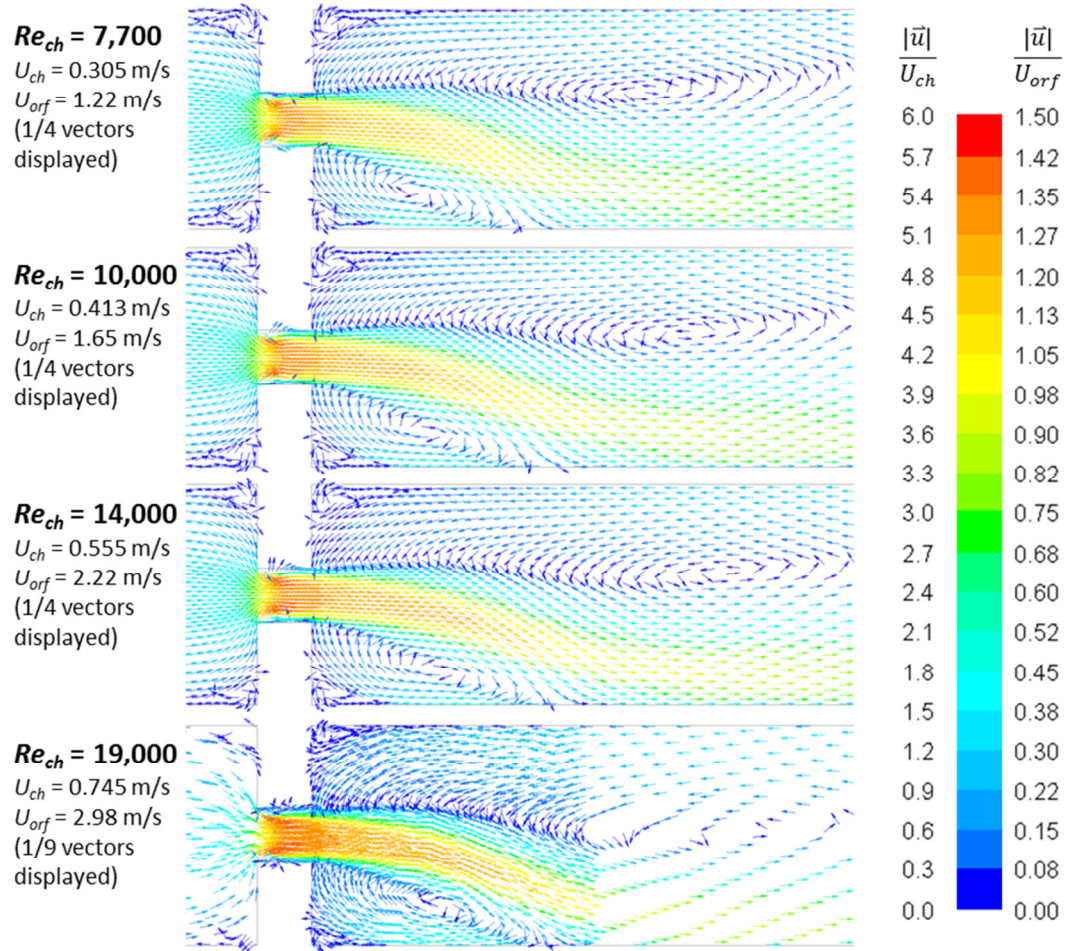 Re_ch = 7,700
U_ch = 0.305 m/s
U_orf = 1.22 m/s
(1/4 vectors
displayed)
Re_ch = 10,000
U_ch = 0.413 m/s
U_orf = 1.65 m/s
(1/4 vectors
displayed)
Re_ch = 14,000
U_ch = 0.555 m/s
U_orf = 2.22 m/s
(1/4 vectors
displayed)
Re_ch = 19,000
U_ch = 0.745 m/s
U_orf = 2.98 m/s
(1/9 vectors
displayed)
|u⃗| |u⃗|
U_ch U_orf
6.0 1.50
5.7 1.42
5.4 1.35
5.1 1.27
4.8 1.20
4.5 1.13
4.2 1.05
3.9 0.98
3.6 0.90
3.3 0.82
3.0 0.75
2.7 0.68
2.4 0.60
2.1 0.52
1.8 0.45
1.5 0.38
1.2 0.30
0.9 0.22
0.6 0.15
0.3 0.08
0.0 0.00